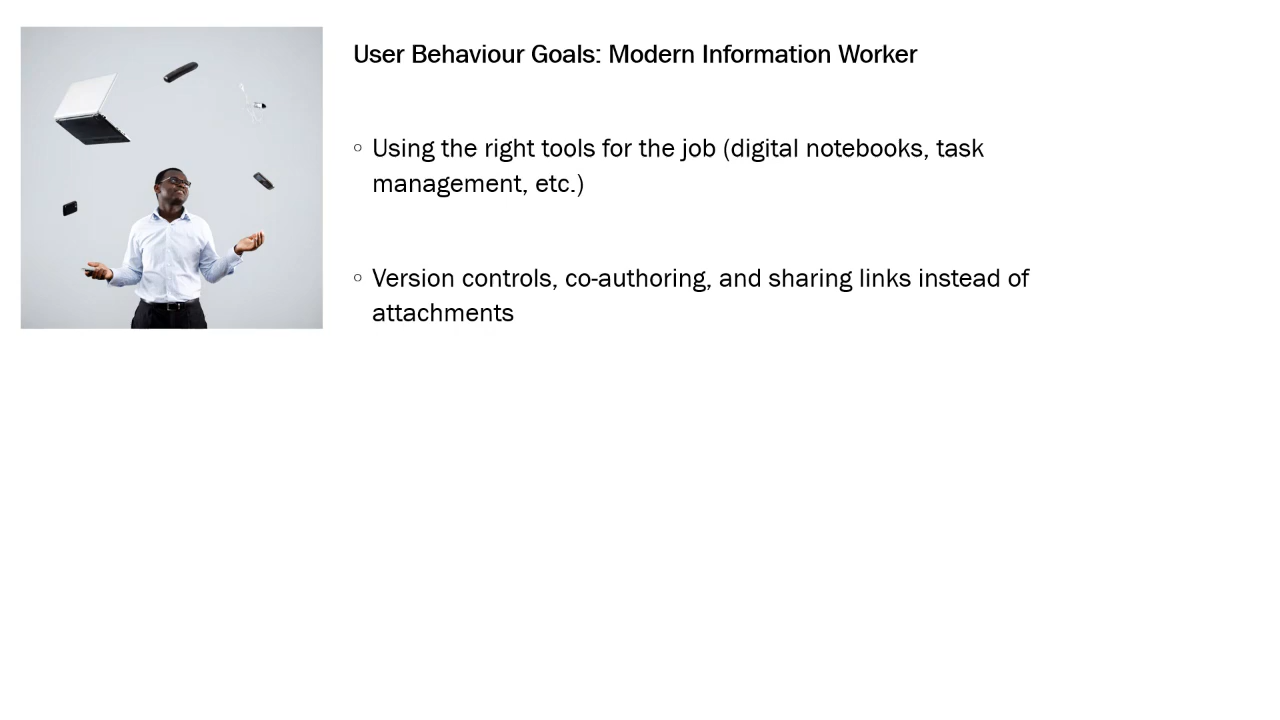 User Behaviour Goals: Modern Information Worker
○ Using the right tools for the job (digital notebooks, task
management, etc.)
○ Version controls, co-authoring, and sharing links instead of
attachments